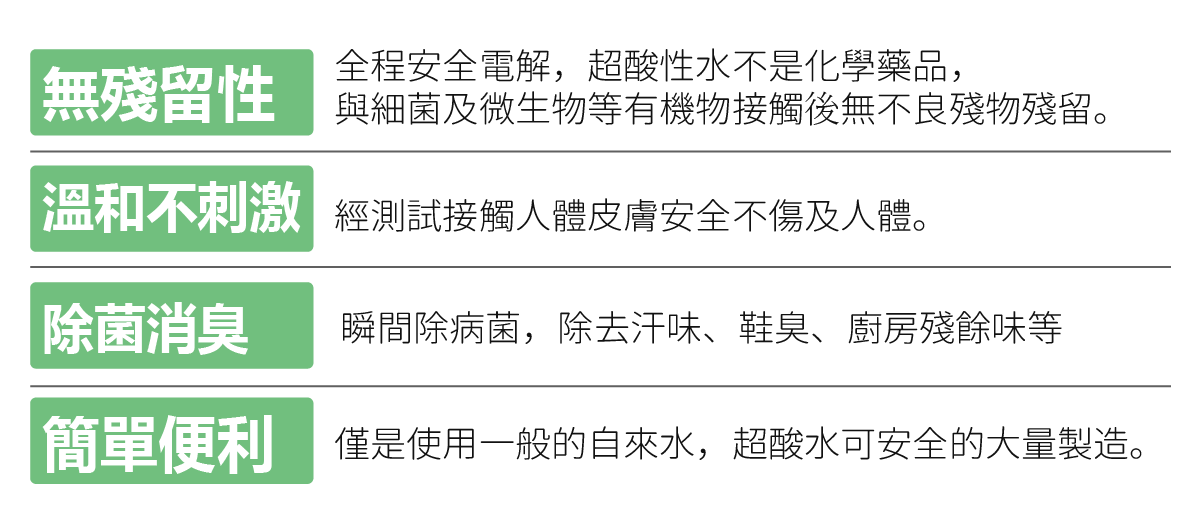 無殘留性
全程安全電解，超酸性水不是化學藥品，
與細菌及微生物等有機物接觸後無不良殘物殘留。
溫和不刺激
經測試接觸人體皮膚安全不傷及人體。
除菌消臭
瞬間除病菌，除去汗味、鞋臭、廚房殘餘味等
簡單便利
僅是使用一般的自來水，超酸水可安全的大量製造。